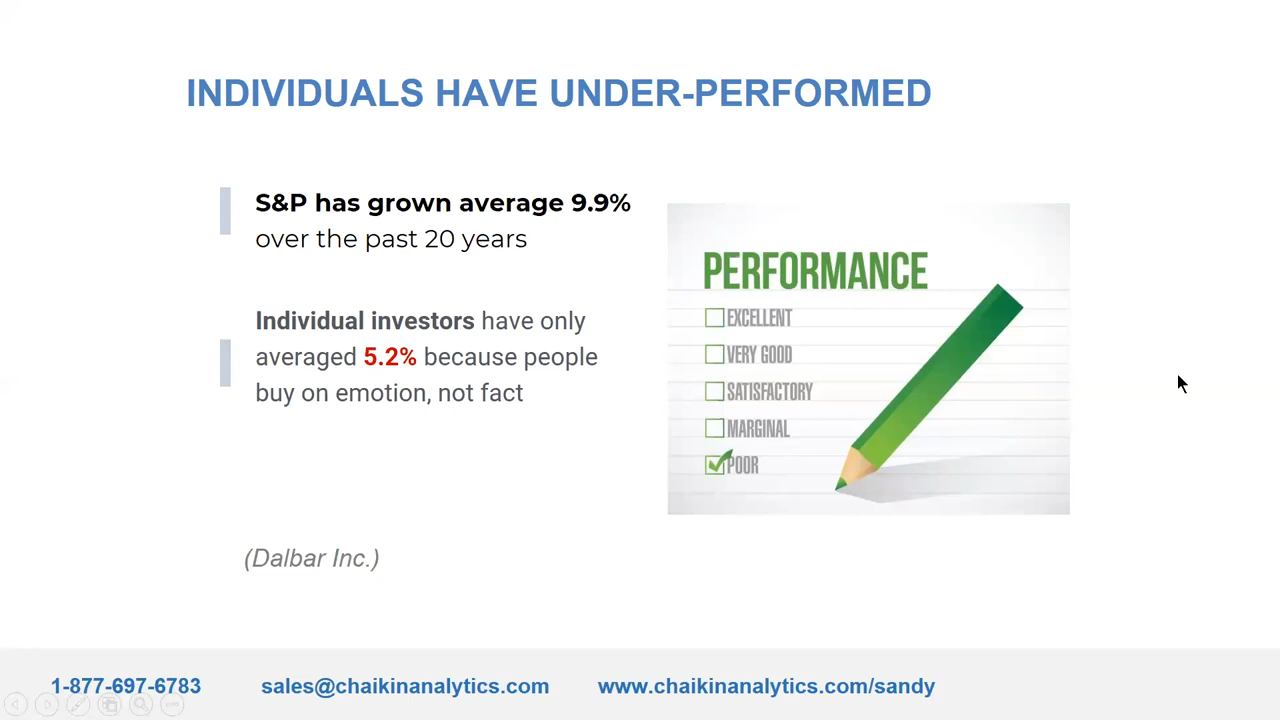 INDIVIDUALS HAVE UNDER-PERFORMED
S&P has grown average 9.9%
over the past 20 years
Individual investors have only
averaged 5.2% because people
buy on emotion, not fact
PERFORMANCE
EXCELLENT
VERY GOOD
SATISFACTORY
MARGINAL
POOR
(Dalbar Inc.)
1-877-697-6783 sales@chaikinanalytics.com www.chaikinanalytics.com/sandy